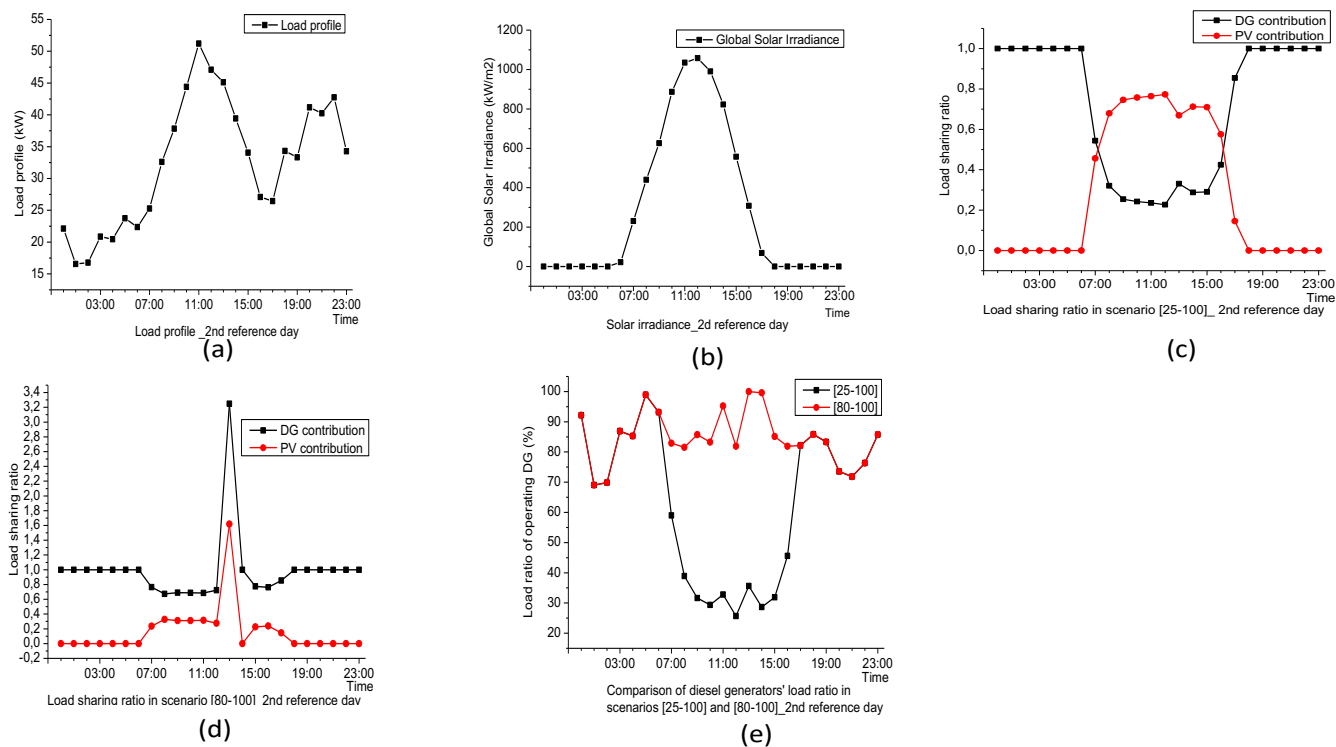 Load profile
Load profile (kW)
55
50
45
40
35
30
25
20
15
03:00 07:00 11:00 15:00 19:00 23:00
Time
Load profile _2nd reference day
(a)
Global Solar Irradiance
Global Solar Irradiance (kW/m2)
1200
1000
800
600
400
200
0
03:00 07:00 11:00 15:00 19:00 23:00
Time
Solar irradiance_2d reference day
(b)
DG contribution
PV contribution
Load sharing ratio
1,0
0,8
0,6
0,4
0,2
0,0
03:00 07:00 11:00 15:00 19:00 23:00
Time
Load sharing ratio in scenario [25-100]_ 2nd reference day
(c)
DG contribution
PV contribution
Load sharing ratio
3,4
3,2
3,0
2,8
2,6
2,4
2,2
2,0
1,8
1,6
1,4
1,2
1,0
0,8
0,6
0,4
0,2
0,0
-0,2
03:00 07:00 11:00 15:00 19:00 23:00
Time
Load sharing ratio in scenario [80-100]_2nd reference day
(d)
[25-100]
[80-100]
Load ratio of operating DG (%)
100
90
80
70
60
50
40
30
20
03:00 07:00 11:00 15:00 19:00 23:00
Time
Comparison of diesel generators' load ratio in
scenarios [25-100] and [80-100]_2nd reference day
(e)